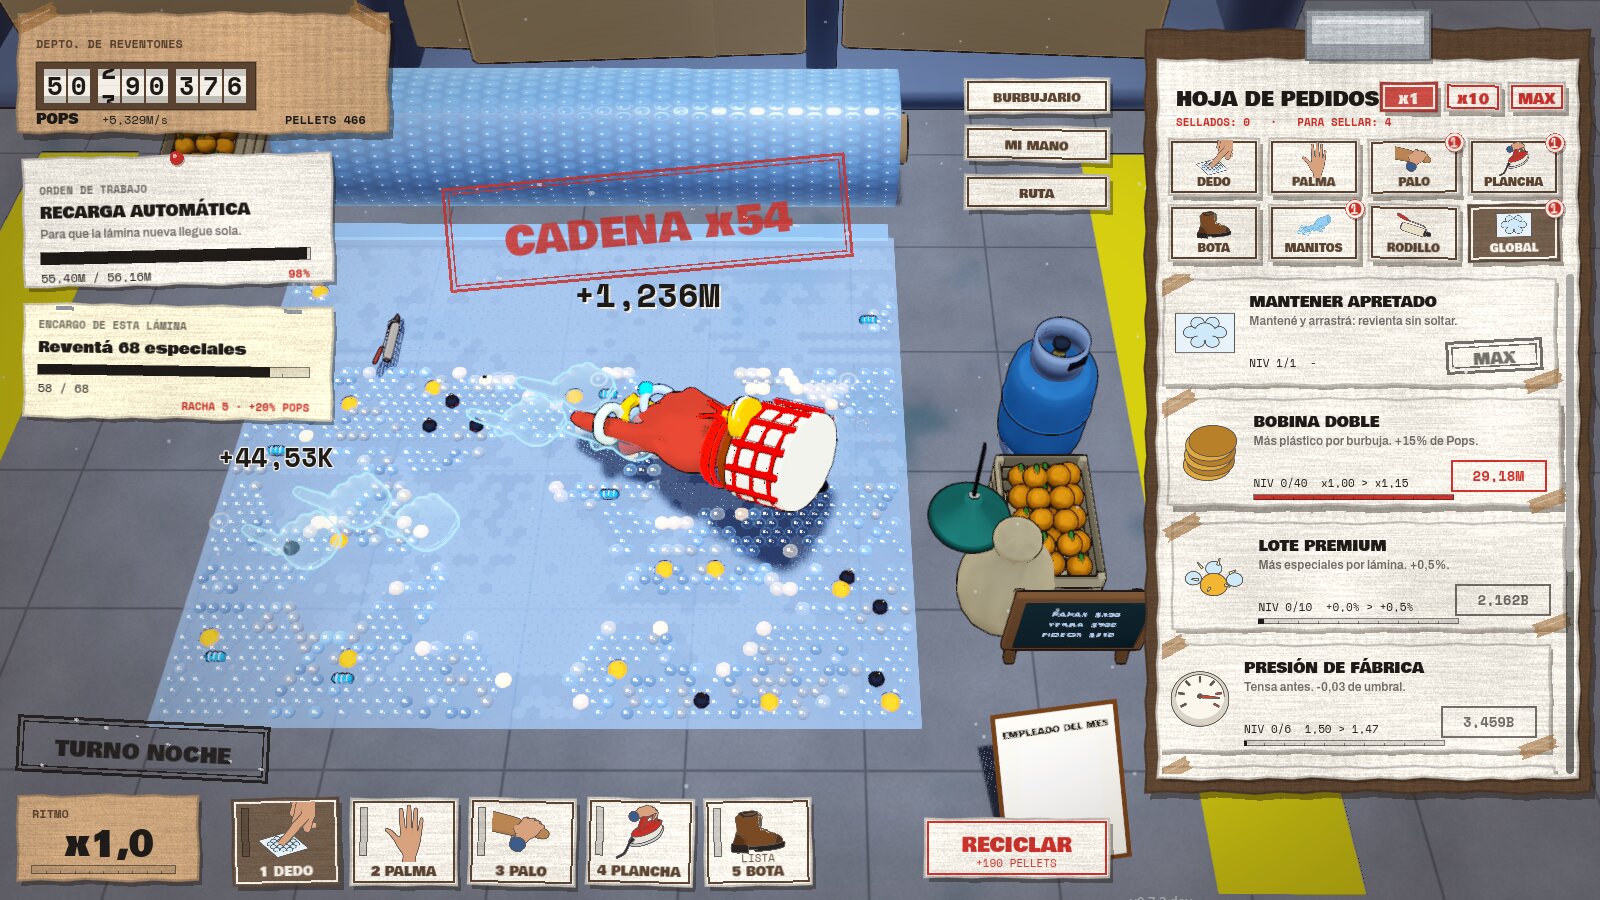 DEPTO. DE REVENTONES
POPS +5,329M/s PELLETS 466
ORDEN DE TRABAJO
RECARGA AUTOMÁTICA
Para que la lámina nueva llegue sola.
55,40M / 56,16M 98%
ENCARGO DE ESTA LÁMINA
Reventá 68 especiales
58 / 68
RACHA 5 · +20% POPS
CADENA x54
+1,236M
+44,53K
TURNO NOCHE
RITMO
x1,0
1 DEDO
2 PALMA
3 PALO
4 PLANCHA
LISTA
5 BOTA
BURBUJARIO
MI MANO
RUTA
EMPLEADO DEL MES
RECICLAR
+190 PELLETS
HOJA DE PEDIDOS x1 x10 MAX
SELLADOS: 0 · PARA SELLAR: 4
DEDO
PALMA
1
PALO
1
PLANCHA
BOTA
1
MANITOS
RODILLO
1
GLOBAL
MANTENER APRETADO
Mantené y arrastrá: revienta sin soltar.
NIV 1/1 - MAX
BOBINA DOBLE
Más plástico por burbuja. +15% de Pops.
NIV 0/40 x1,00 > x1,15 29,18M
LOTE PREMIUM
Más especiales por lámina. +0,5%.
NIV 0/10 +0,0% > +0,5% 2,162B
PRESIÓN DE FÁBRICA
Tensa antes. -0,03 de umbral.
NIV 0/6 1,50 > 1,47 3,459B